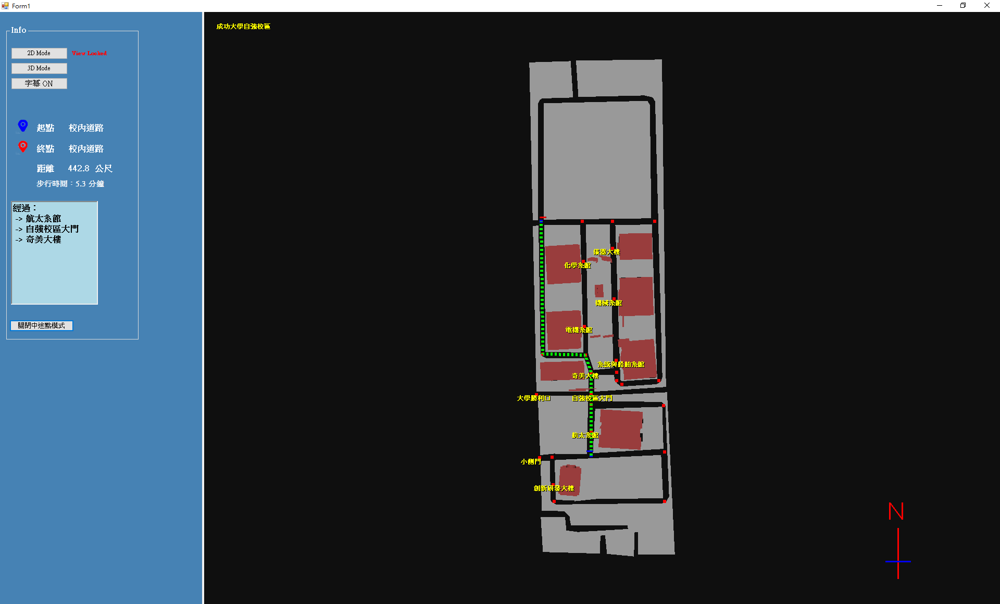 Form1
Info
2D Mode
View Locked
3D Mode
字幕 ON
起點 校內道路
終點 校內道路
距離 442.8 公尺
步行時間：5.3 分鐘
經過：
-> 航太系館
-> 自強校區大門
-> 奇美大樓
關閉中途點模式
成功大學自強校區
儀器大樓
化學系館
機械系館
電機系館
系統與船舶系館
奇美大樓
大學勝利口
自強校區大門
航太系館
小側門
創新研發大樓
N